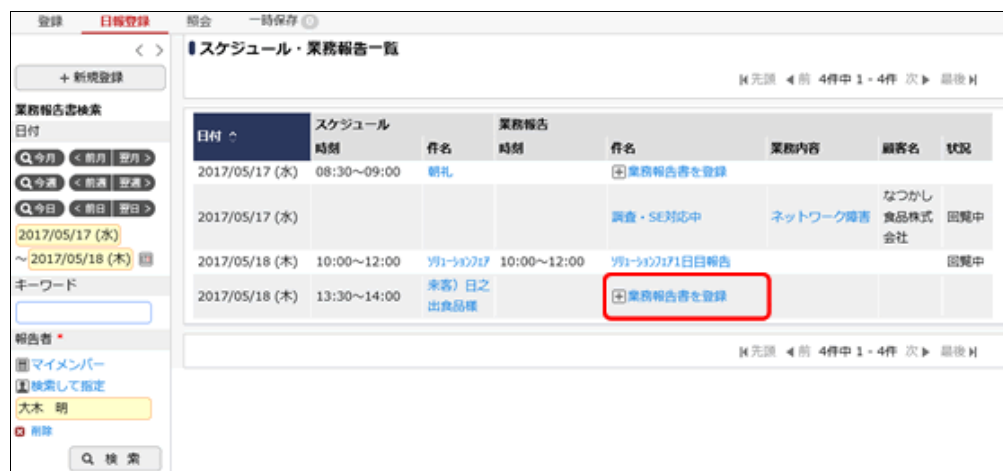 登録 日報登録 照会 一時保存 0
< >
+ 新規登録
業務報告書検索
日付
今月 < 前月 翌月 >
今週 < 前週 翌週 >
今日 < 前日 翌日 >
2017/05/17 (水)
~ 2017/05/18 (木)
キーワード
報告者 *
マイメンバー
検索して指定
大木 明
削除
検 索
スケジュール・業務報告一覧
先頭 前 4件中 1 - 4件 次 最後
日付 スケジュール 業務報告
時刻 件名 時刻 件名 業務内容 顧客名 状況
2017/05/17 (水) 08:30~09:00 朝礼 業務報告書を登録
2017/05/17 (水) 調査・SE対応中 ネットワーク障害 なつかし
食品株式
会社
回覧中
2017/05/18 (木) 10:00~12:00 ソリューションフェア 10:00~12:00 ソリューションフェア1日目報告 回覧中
2017/05/18 (木) 13:30~14:00 来客）日之
出食品様
業務報告書を登録
先頭 前 4件中 1 - 4件 次 最後